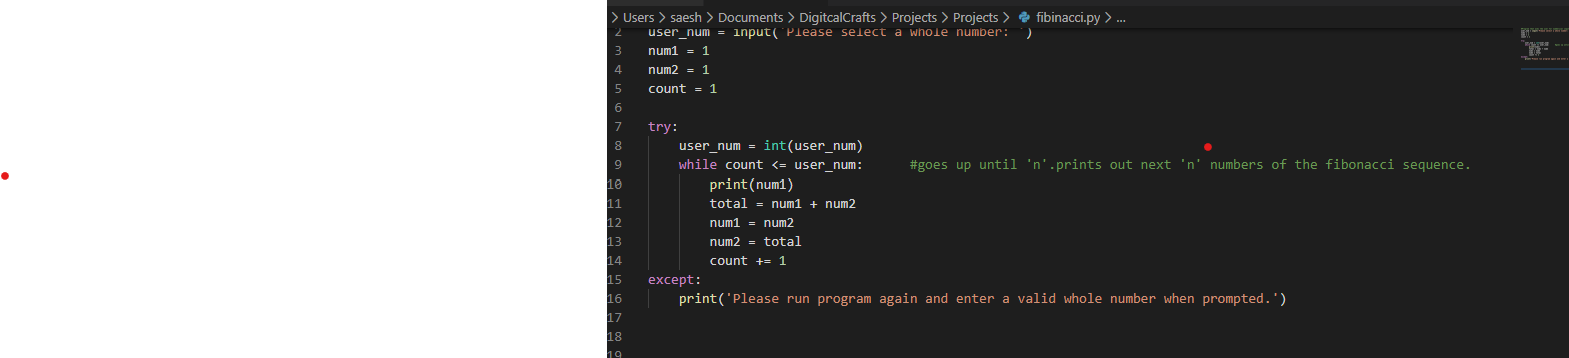 Users > saesh > Documents > DigitcalCrafts > Projects > Projects > fibinacci.py > ...
2 user_num = input('Please select a whole number: ')
3 num1 = 1
4 num2 = 1
5 count = 1
6
7 try:
8 user_num = int(user_num)
9 while count <= user_num: #goes up until 'n'.prints out next 'n' numbers of the fibonacci sequence.
10 print(num1)
11 total = num1 + num2
12 num1 = num2
13 num2 = total
14 count += 1
15 except:
16 print('Please run program again and enter a valid whole number when prompted.')
17
18
19